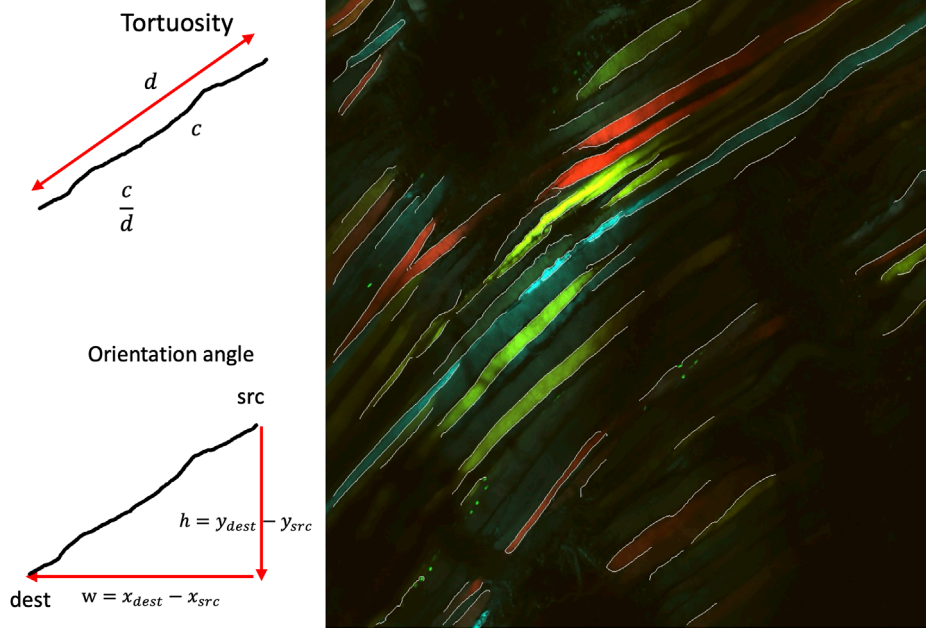 Tortuosity
d
c
c
d
Orientation angle
src
h = y_dest − y_src
dest
w = x_dest − x_src